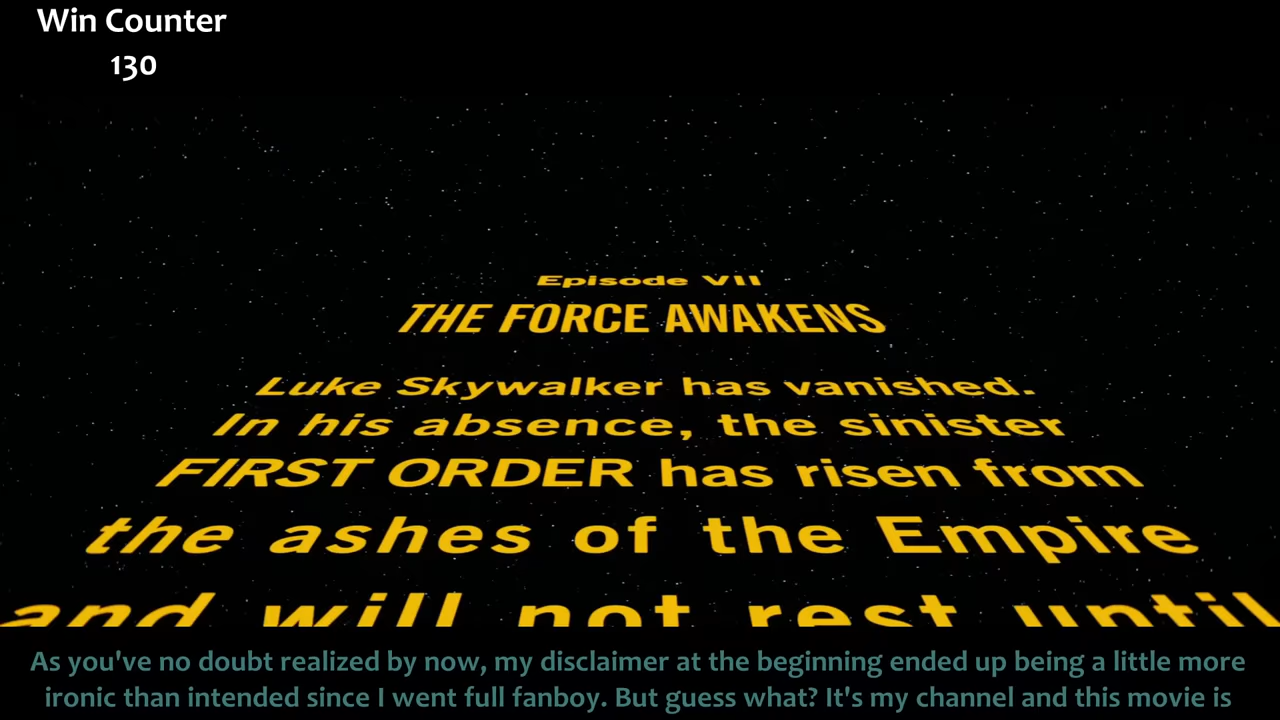 Win Counter
130
Episode VII
THE FORCE AWAKENS
Luke Skywalker has vanished.
In his absence, the sinister
FIRST ORDER has risen from
the ashes of the Empire
and will not rest until
As you've no doubt realized by now, my disclaimer at the beginning ended up being a little more
ironic than intended since I went full fanboy. But guess what? It's my channel and this movie is